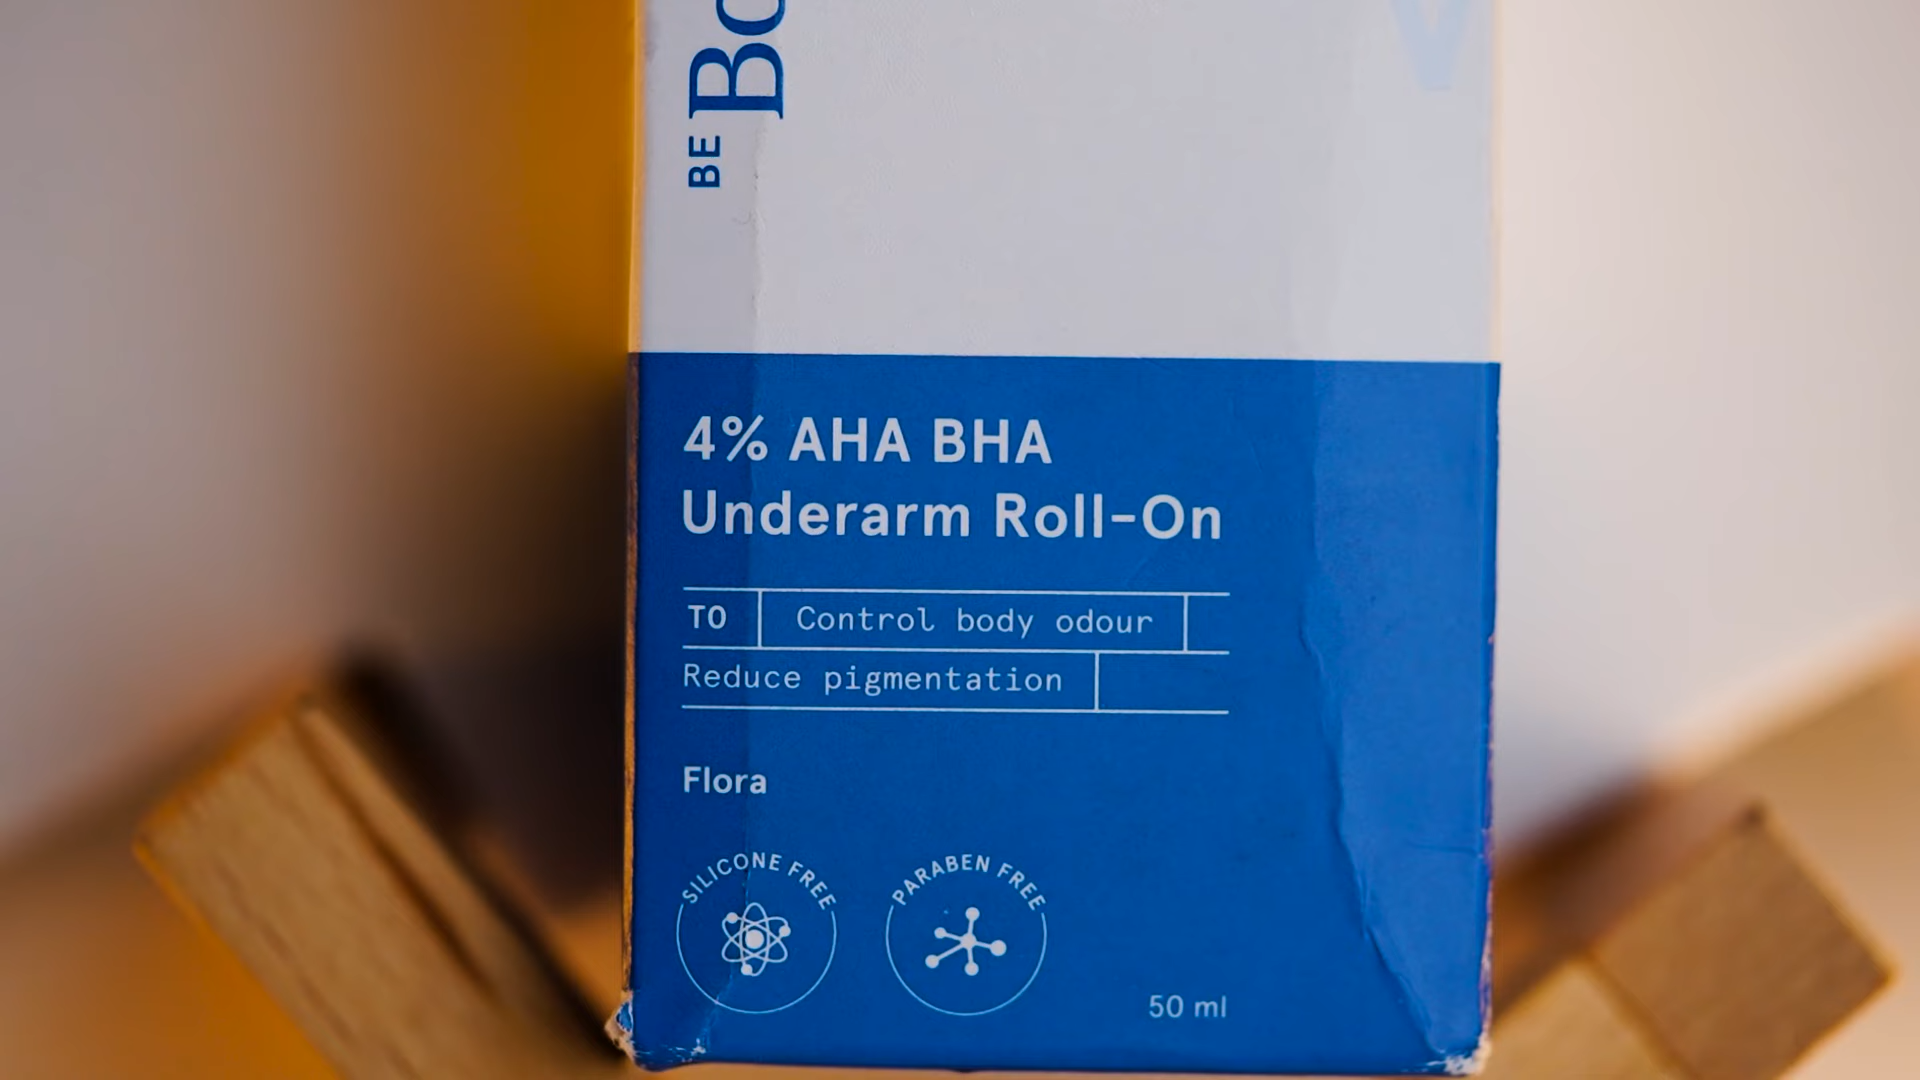 BE
4% AHA BHA
Underarm Roll-On
TO Control body odour
Reduce pigmentation
Flora
SILICONE FREE
PARABEN FREE
50 ml